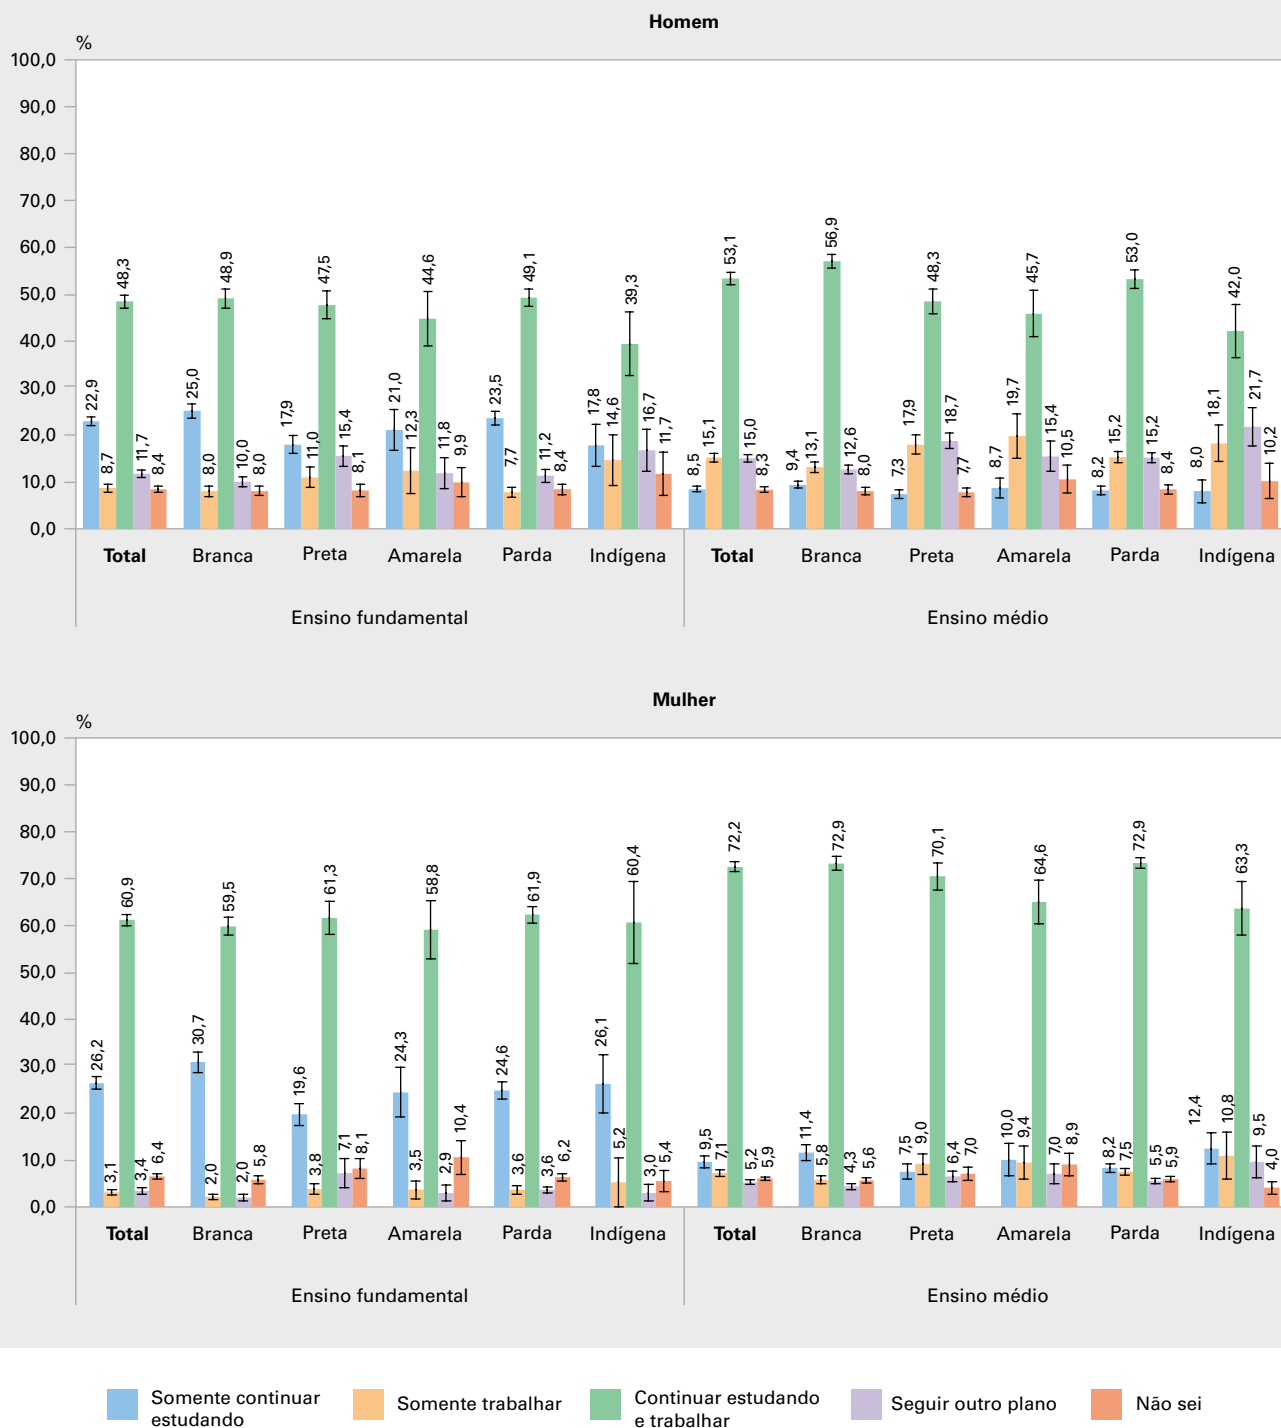 Homem
%
100,0
90,0
80,0
70,0
60,0
50,0
40,0
30,0
20,0
10,0
0,0
22,9 8,7 48,3 11,7 8,4
25,0 8,0 48,9 10,0 8,0
17,9 11,0 47,5 15,4 8,1
21,0 12,3 44,6 11,8 9,9
23,5 7,7 49,1 11,2 8,4
17,8 14,6 39,3 16,7 11,7
8,5 15,1 53,1 15,0 8,3
9,4 13,1 56,9 12,6 8,0
7,3 17,9 48,3 18,7 7,7
8,7 19,7 45,7 15,4 10,5
8,2 15,2 53,0 15,2 8,4
8,0 18,1 42,0 21,7 10,2
Total Branca Preta Amarela Parda Indígena Total Branca Preta Amarela Parda Indígena
Ensino fundamental Ensino médio
Mulher
%
100,0
90,0
80,0
70,0
60,0
50,0
40,0
30,0
20,0
10,0
0,0
26,2 3,1 60,9 3,4 6,4
30,7 2,0 59,5 2,0 5,8
19,6 3,8 61,3 7,1 8,1
24,3 3,5 58,8 2,9 10,4
24,6 3,6 61,9 3,6 6,2
26,1 5,2 60,4 3,0 5,4
9,5 7,1 72,2 5,2 5,9
11,4 5,8 72,9 4,3 5,6
7,5 9,0 70,1 6,4 7,0
10,0 9,4 64,6 7,0 8,9
8,2 7,5 72,9 5,5 5,9
12,4 10,8 63,3 9,5 4,0
Total Branca Preta Amarela Parda Indígena Total Branca Preta Amarela Parda Indígena
Ensino fundamental Ensino médio
Somente continuar
estudando
Somente trabalhar
Continuar estudando
e trabalhar
Seguir outro plano
Não sei